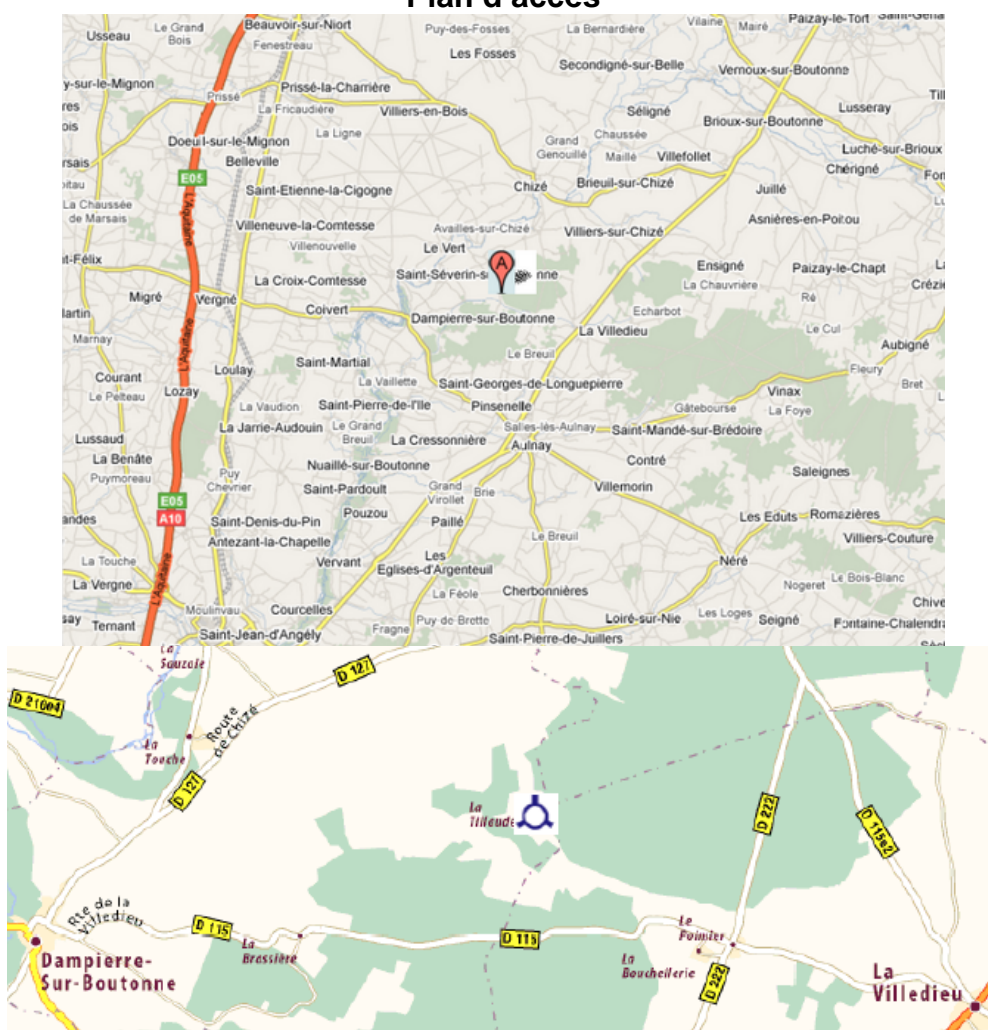 Plan d'accès
Usseau
Le Grand
Bois
Beauvoir-sur-Niort
Fenestreau
Puy-des-Fosses
La Bernardière
Vilaine
Mairé
Paizay-le-Tort
Les Fosses
Secondigné-sur-Belle
Vernoux-sur-Boutonne
y-sur-le-Mignon
Prissé
Prissé-la-Charrière
La Fricaudière
Villiers-en-Bois
Séligné
Lusseray
Brioux-sur-Boutonne
Doeuil-sur-le-Mignon
La Ligne
Grand
Genouillé
Chaussée
Maillé
Villefollet
Luché-sur-Brioux
Chérigné
Belleville
E05
L'Aquitaine
Saint-Etienne-la-Cigogne
Chizé
Brieuil-sur-Chizé
Juillé
La Chaussée
de Marsais
Villeneuve-la-Comtesse
Availles-sur-Chizé
Villiers-sur-Chizé
Asnières-en-Poitou
Villenouvelle
Le Vert
t-Félix
La Croix-Comtesse
A
Saint-Séverin-s
nne
Ensigné
La Chauvrière
Paizay-le-Chapt
Migré
Vergné
Coivert
Dampierre-sur-Boutonne
Echarbot
Ré
artin
Marnay
L'Aquitaine
La Villedieu
Le Cul
Aubigné
Courant
Le Pelteau
Loulay
Saint-Martial
Le Breuil
Fleury
Lozay
La Vaillette
Saint-Georges-de-Longuepierre
Vinax
Bret
La Vaudion
Saint-Pierre-de-l'Ile
Pinsenelle
Gâtebourse
La Foye
Lussaud
La Jarrie-Audouin
Le Grand
Breuil
La Cressonnière
Salles-lès-Aulnay
Aulnay
Saint-Mandé-sur-Brédoire
La Benâte
Puymoreau
Puy
Chevrier
Nuaillé-sur-Boutonne
Contré
Saleignes
Saint-Pardoult
Grand
Virollet
Brie
Villemorin
E05
A10
andes
Saint-Denis-du-Pin
Pouzou
Paillé
Les Eduts
Romazières
Antezant-la-Chapelle
Le Breuil
Villiers-Couture
La Touche
L'Aquitaine
Vervant
Les
Eglises-d'Argenteuil
Néré
La Vergne
La Féole
Cherbonnières
Nogeret
Le Bois-Blanc
say
Ternant
Moulinvau
Courcelles
Fragne
Puy de Brette
Loiré-sur-Nie
Les Loges
Seigné
Fontaine-Chalendra
Saint-Jean-d'Angély
Saint-Pierre-de-Juillers
La
Sauzaie
D 127
Route
de Chizé
La
Touche
D 127
La
Tilleude
D 222
D 115e2
Rte de la
Villedieu
D 115
La
Brassière
D 115
Le
La
D 222
Dampierre-
Sur-Boutonne
La
Villedieu